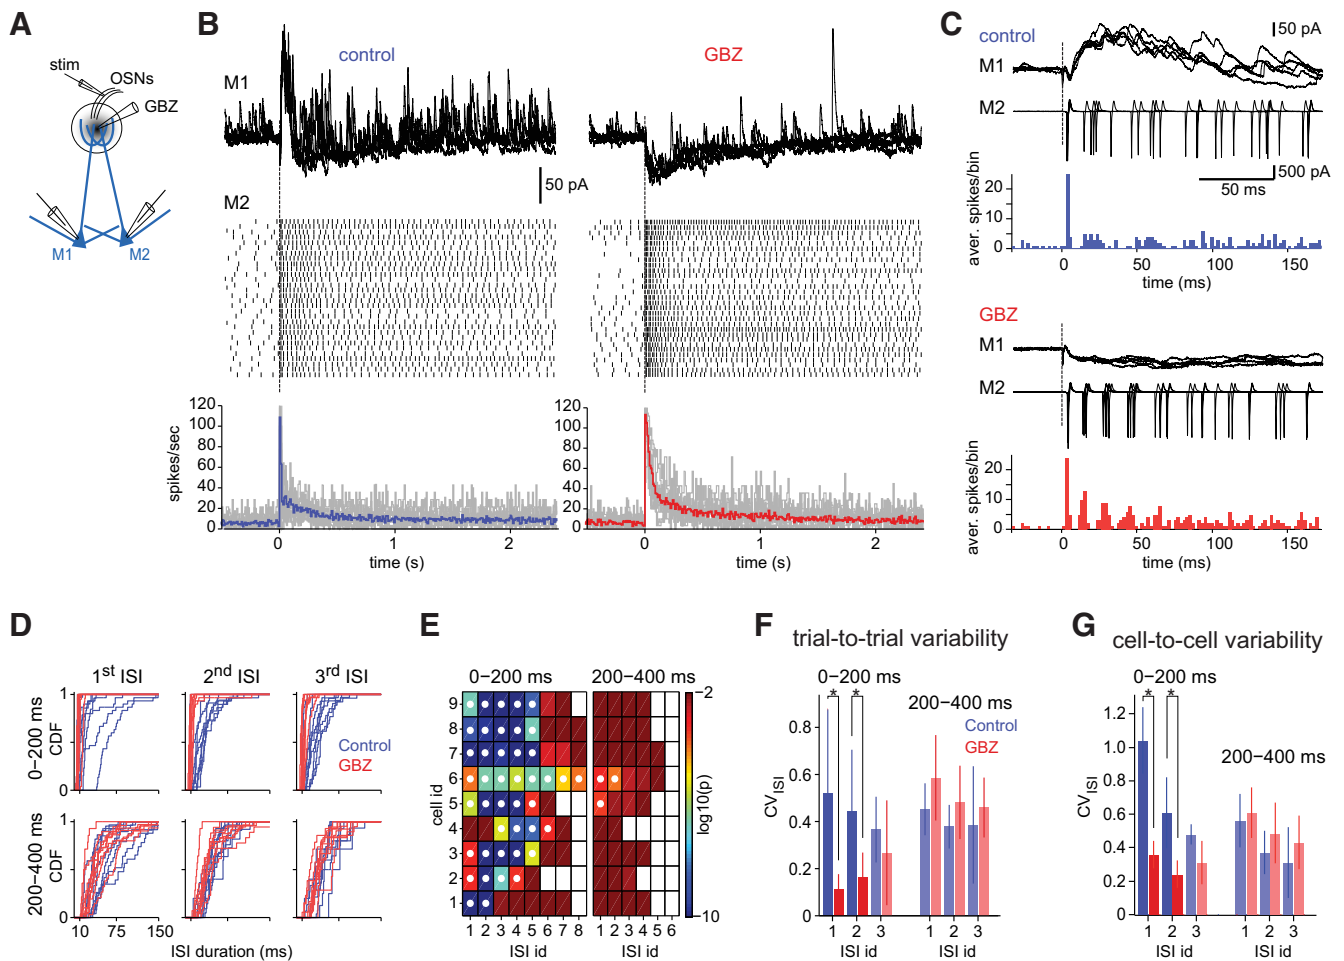 A
stim
OSNs
GBZ
M1
M2
B
control
GBZ
M1
50 pA
M2
spikes/sec
120
100
80
60
40
20
0
0
1
2
time (s)
120
100
80
60
40
20
0
0
1
2
time (s)
C
control
50 pA
M1
M2
500 pA
50 ms
aver. spikes/bin
20
10
0
0
50
100
150
time (ms)
GBZ
M1
M2
aver. spikes/bin
20
10
0
0
50
100
150
time (ms)
D
1st ISI
2nd ISI
3rd ISI
0−200 ms
CDF
1
0
Control
GBZ
200−400 ms
CDF
1
0
10
75
150
ISI duration (ms)
E
0−200 ms
200−400 ms
cell id
9
8
7
6
5
4
3
2
1
1 2 3 4 5 6 7 8
1 2 3 4 5 6
ISI id
ISI id
−2
log10(p)
−10
F
trial-to-trial variability
0−200 ms
200−400 ms
Control
GBZ
* *
CVISI
0.8
0.6
0.4
0.2
0
1 2 3
1 2 3
ISI id
ISI id
G
cell-to-cell variability
0−200 ms
200−400 ms
* *
CVISI
1.2
1
0.8
0.6
0.4
0.2
0
1 2 3
1 2 3
ISI id
ISI id